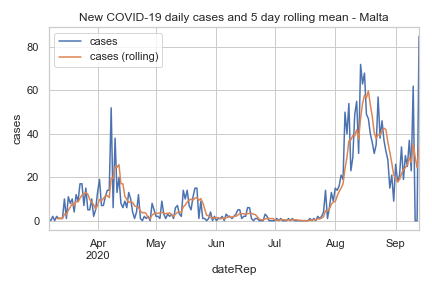 New COVID-19 daily cases and 5 day rolling mean - Malta
cases
cases (rolling)
cases
80
60
40
20
0
Apr
2020
May
Jun
Jul
Aug
Sep
dateRep